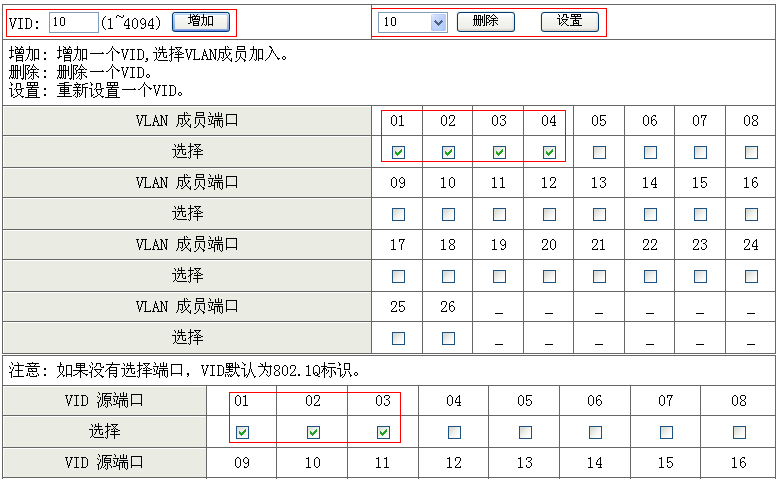 VID: 10 (1~4094) 增加 10 删除 设置
增加: 增加一个VID,选择VLAN成员加入。
删除: 删除一个VID。
设置: 重新设置一个VID。
VLAN 成员端口 01 02 03 04 05 06 07 08
选择
VLAN 成员端口 09 10 11 12 13 14 15 16
选择
VLAN 成员端口 17 18 19 20 21 22 23 24
选择
VLAN 成员端口 25 26 _ _ _ _ _ _
选择 _ _ _ _ _ _
注意: 如果没有选择端口, VID默认为802.1Q标识。
VID 源端口 01 02 03 04 05 06 07 08
选择
VID 源端口 09 10 11 12 13 14 15 16